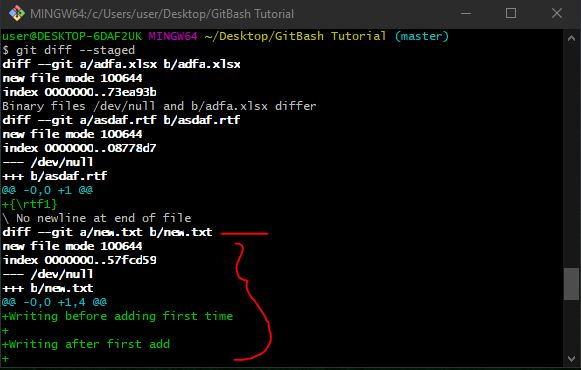 MINGW64:/c/Users/user/Desktop/GitBash Tutorial
user@DESKTOP-6DAF2UK MINGW64 ~/Desktop/GitBash Tutorial (master)
$ git diff --staged
diff --git a/adfa.xlsx b/adfa.xlsx
new file mode 100644
index 0000000..73ea93b
Binary files /dev/null and b/adfa.xlsx differ
diff --git a/asdaf.rtf b/asdaf.rtf
new file mode 100644
index 0000000..08778d7
--- /dev/null
+++ b/asdaf.rtf
@@ -0,0 +1 @@
+{\rtf1}
\ No newline at end of file
diff --git a/new.txt b/new.txt
new file mode 100644
index 0000000..57fcd59
--- /dev/null
+++ b/new.txt
@@ -0,0 +1,4 @@
+Writing before adding first time
+
+Writing after first add
+